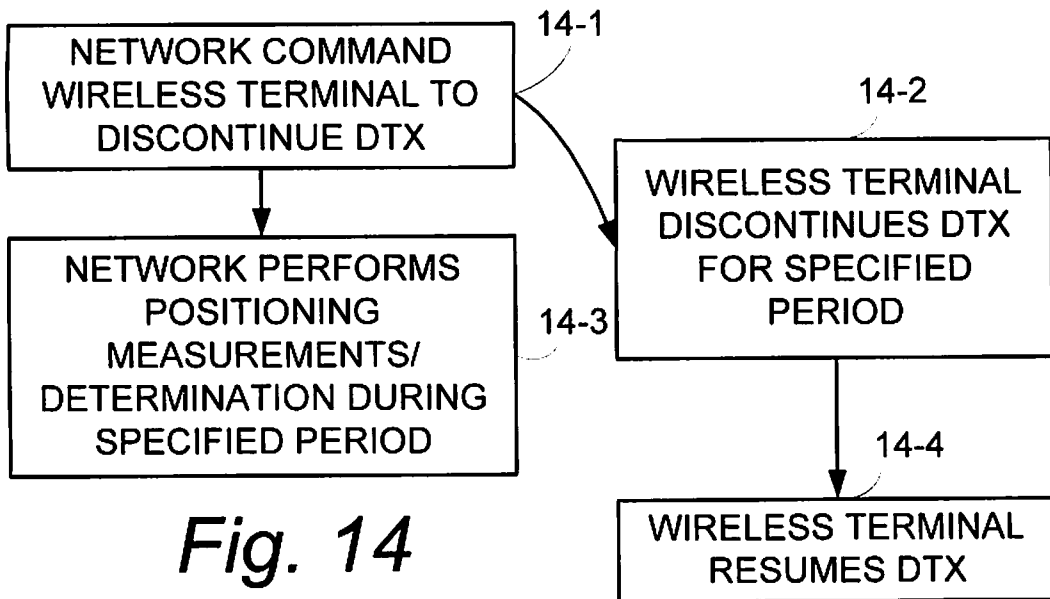 14-1
NETWORK COMMAND
WIRELESS TERMINAL TO
DISCONTINUE DTX
14-2
WIRELESS TERMINAL
DISCONTINUES DTX
FOR SPECIFIED
PERIOD
14-3
NETWORK PERFORMS
POSITIONING
MEASUREMENTS/
DETERMINATION DURING
SPECIFIED PERIOD
14-4
WIRELESS TERMINAL
RESUMES DTX
Fig. 14